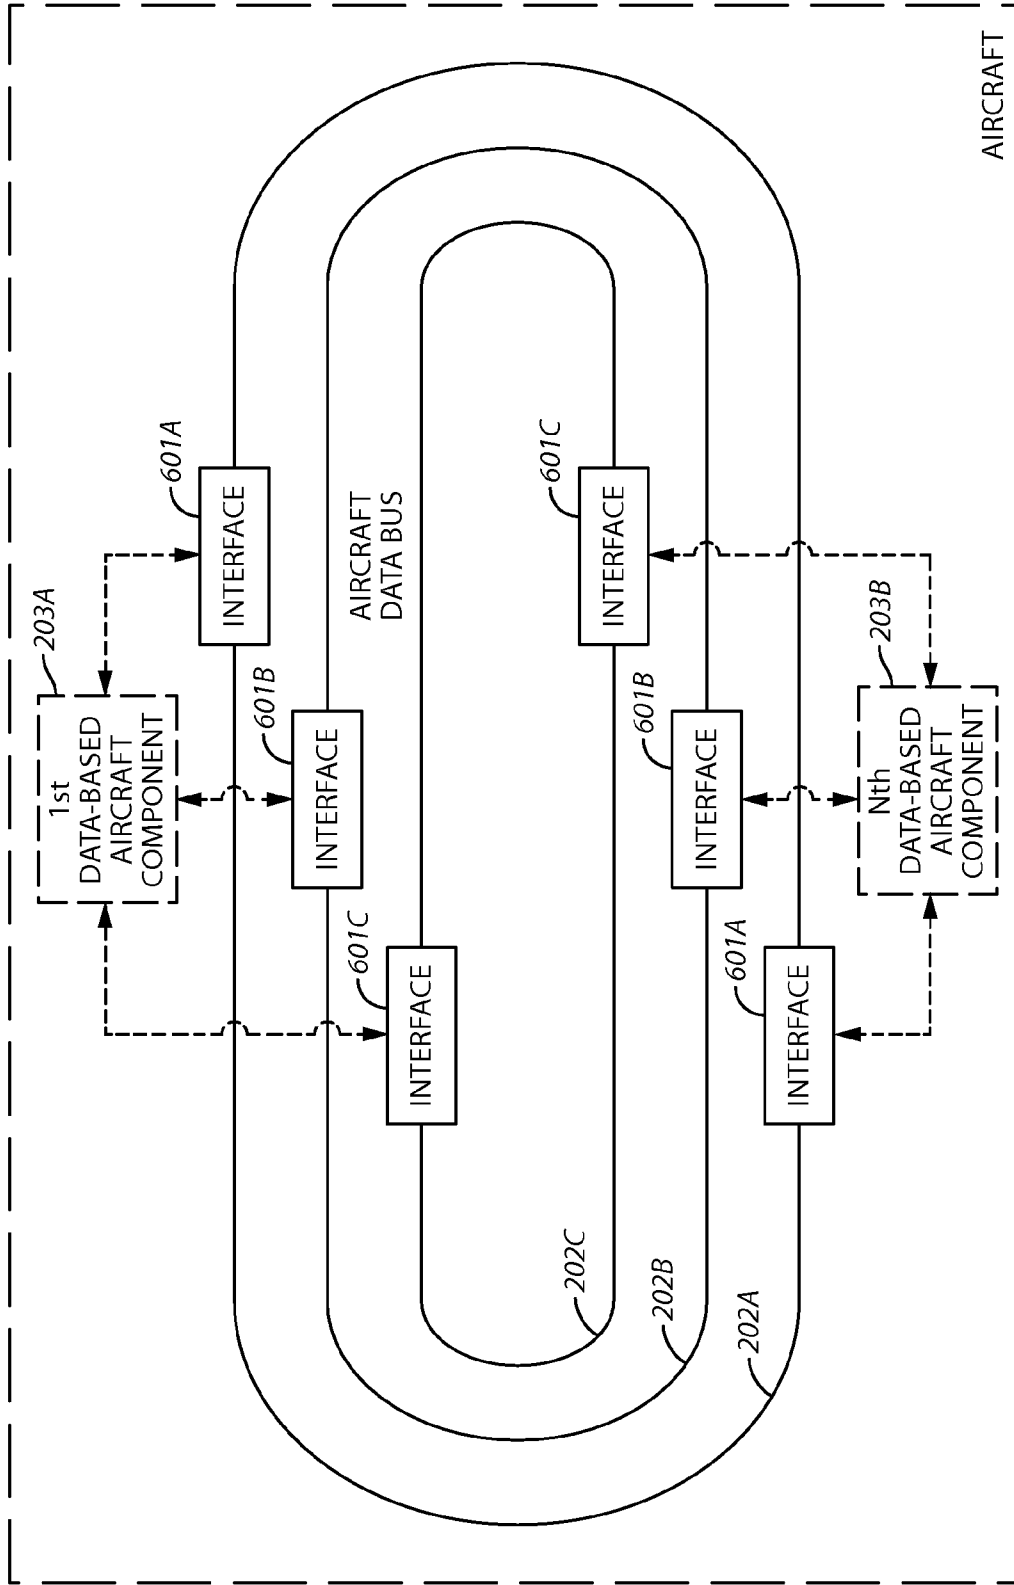 203A
1st
DATA-BASED
AIRCRAFT
COMPONENT
601C
INTERFACE
601B
INTERFACE
601A
INTERFACE
AIRCRAFT
DATA BUS
202C
202B
202A
601A
INTERFACE
601B
INTERFACE
601C
INTERFACE
203B
Nth
DATA-BASED
AIRCRAFT
COMPONENT
AIRCRAFT